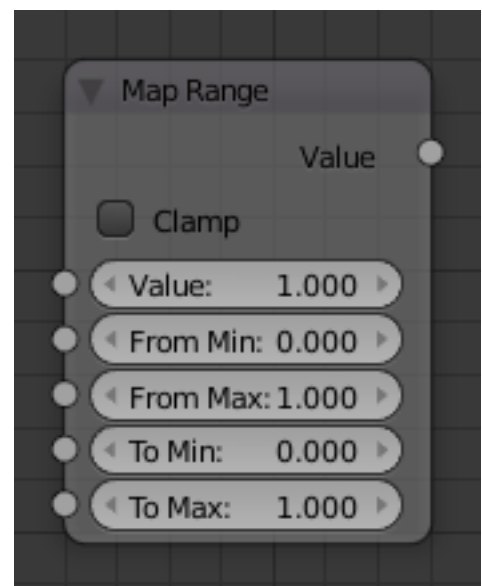 Map Range
Value
Clamp
Value: 1.000
From Min: 0.000
From Max: 1.000
To Min: 0.000
To Max: 1.000